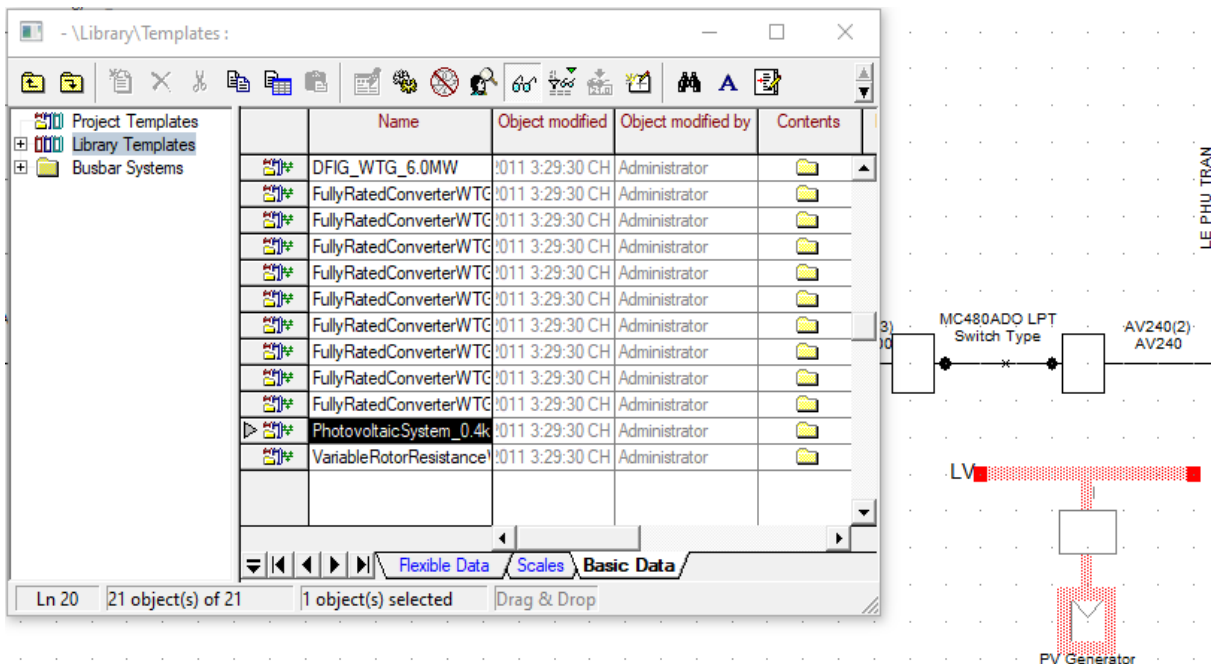 - \Library\Templates :
Project Templates
Library Templates
Busbar Systems
Name Object modified Object modified by Contents
DFIG_WTG_6.0MW 2011 3:29:30 CH Administrator
FullyRatedConverterWTG 2011 3:29:30 CH Administrator
FullyRatedConverterWTG 2011 3:29:30 CH Administrator
FullyRatedConverterWTG 2011 3:29:30 CH Administrator
FullyRatedConverterWTG 2011 3:29:30 CH Administrator
FullyRatedConverterWTG 2011 3:29:30 CH Administrator
FullyRatedConverterWTG 2011 3:29:30 CH Administrator
FullyRatedConverterWTG 2011 3:29:30 CH Administrator
FullyRatedConverterWTG 2011 3:29:30 CH Administrator
FullyRatedConverterWTG 2011 3:29:30 CH Administrator
PhotovoltaicSystem_0.4k 2011 3:29:30 CH Administrator
VariableRotorResistance 2011 3:29:30 CH Administrator
Flexible Data Scales Basic Data
Ln 20 21 object(s) of 21 1 object(s) selected Drag & Drop
LE PHU TRAN
MC480ADO LPT
Switch Type
AV240(2)
AV240
LV
PV Generator